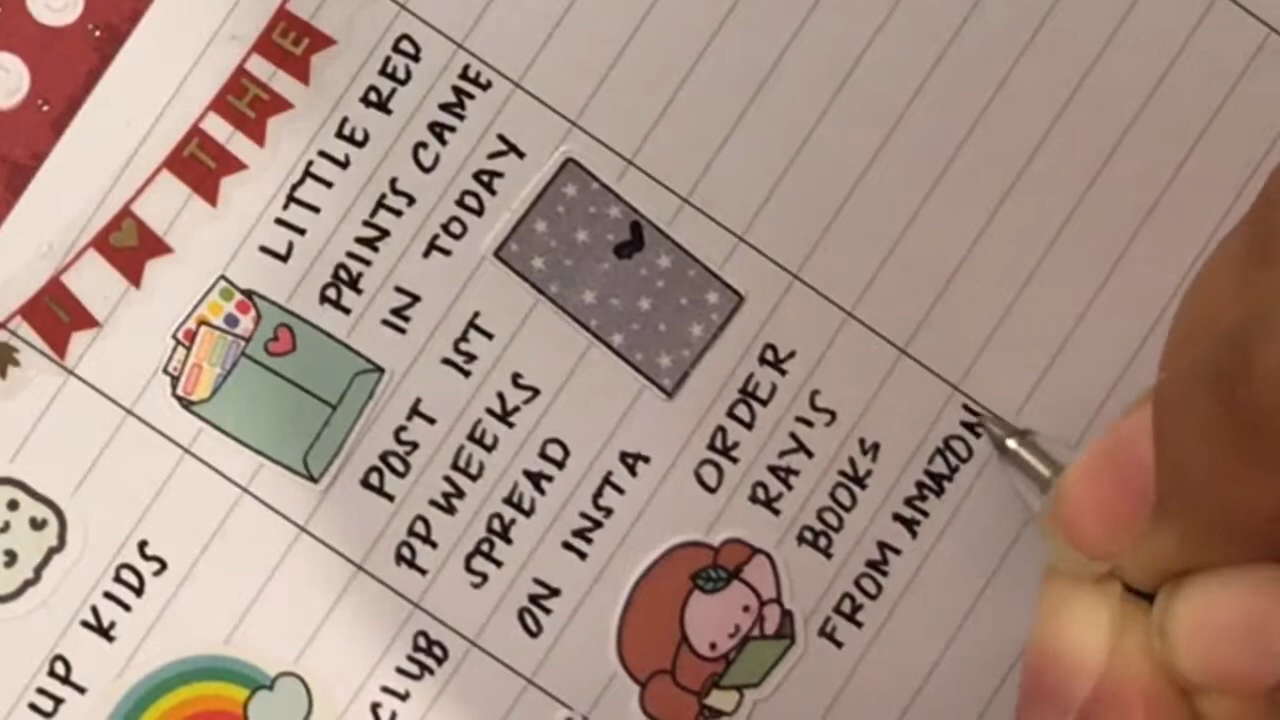 I ♥ THE
LITTLE RED
PRINTS CAME
IN TODAY
POST 1ST
PPWEEKS
SPREAD
ON INSTA
ORDER
RAY'S
BOOKS
FROM AMAZON
UP KIDS
CLUB